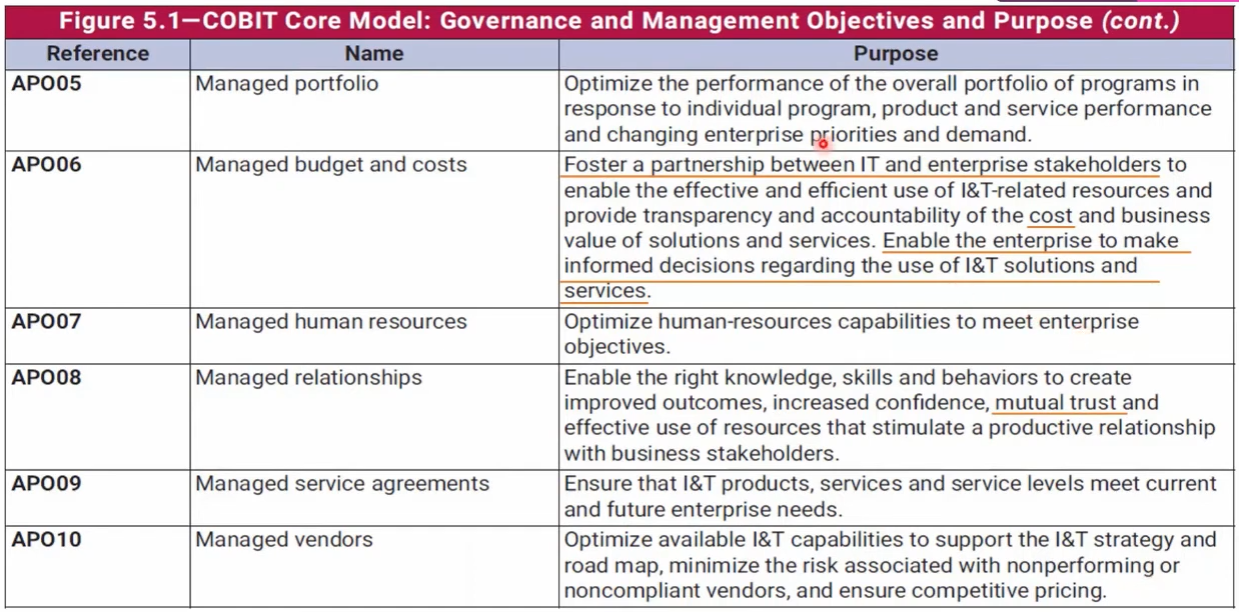 Figure 5.1—COBIT Core Model: Governance and Management Objectives and Purpose (cont.)
Reference Name Purpose
APO05 Managed portfolio Optimize the performance of the overall portfolio of programs in
response to individual program, product and service performance
and changing enterprise priorities and demand.
APO06 Managed budget and costs Foster a partnership between IT and enterprise stakeholders to
enable the effective and efficient use of I&T-related resources and
provide transparency and accountability of the cost and business
value of solutions and services. Enable the enterprise to make
informed decisions regarding the use of I&T solutions and
services.
APO07 Managed human resources Optimize human-resources capabilities to meet enterprise
objectives.
APO08 Managed relationships Enable the right knowledge, skills and behaviors to create
improved outcomes, increased confidence, mutual trust and
effective use of resources that stimulate a productive relationship
with business stakeholders.
APO09 Managed service agreements Ensure that I&T products, services and service levels meet current
and future enterprise needs.
APO10 Managed vendors Optimize available I&T capabilities to support the I&T strategy and
road map, minimize the risk associated with nonperforming or
noncompliant vendors, and ensure competitive pricing.